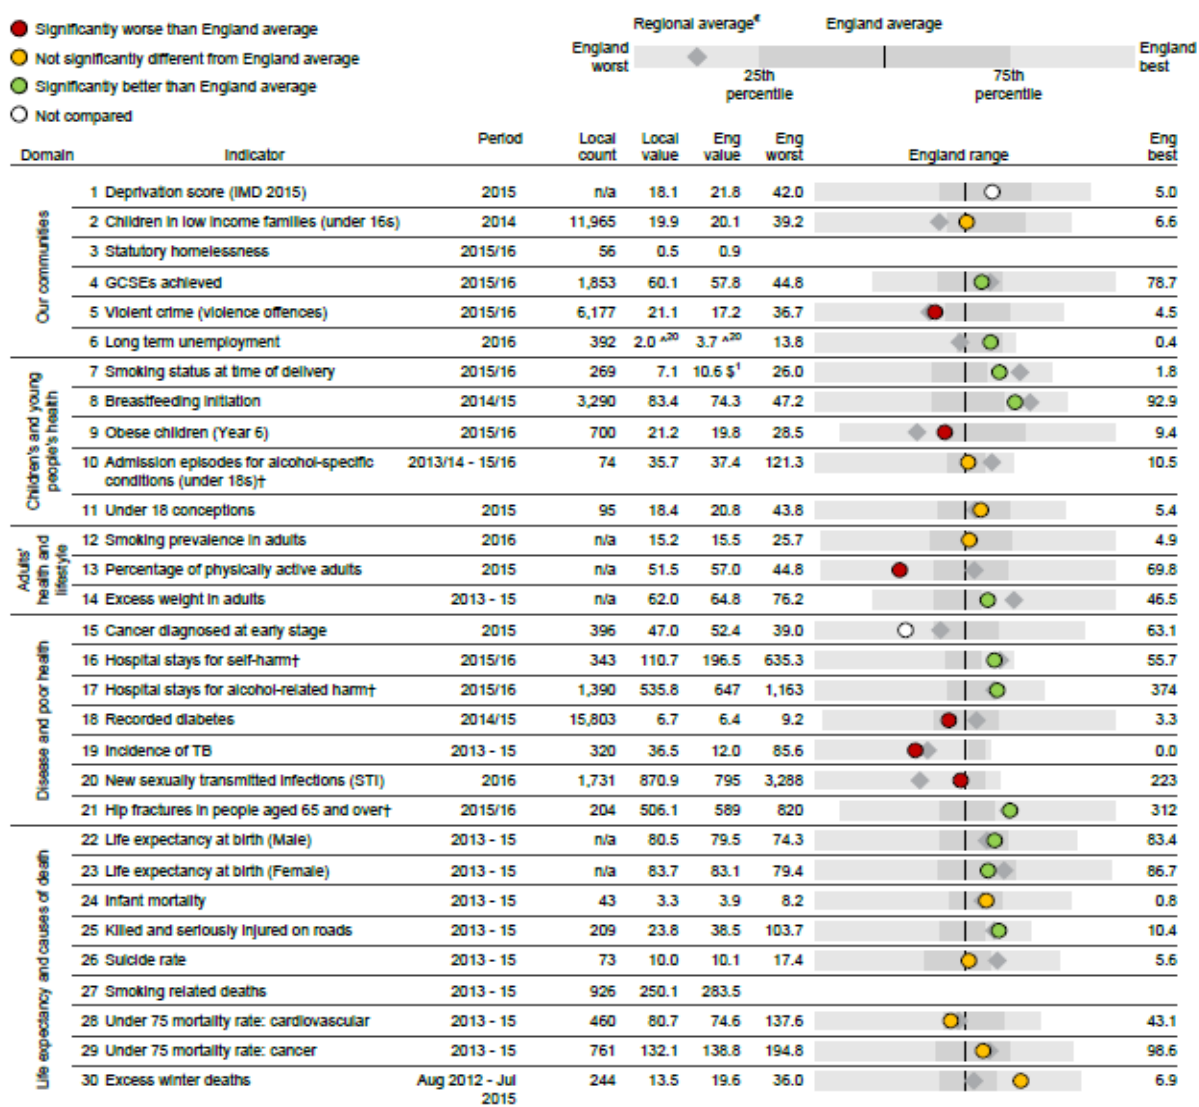 Significantly worse than England average
Not significantly different from England average
Significantly better than England average
Not compared
Regional average€ England average
England worst England best
25th percentile 75th percentile
Domain Indicator Period Local count Local value Eng value Eng worst England range Eng best
Our communities
1 Deprivation score (IMD 2015) 2015 n/a 18.1 21.8 42.0 5.0
2 Children in low income families (under 16s) 2014 11,965 19.9 20.1 39.2 6.6
3 Statutory homelessness 2015/16 56 0.5 0.9
4 GCSEs achieved 2015/16 1,853 60.1 57.8 44.8 78.7
5 Violent crime (violence offences) 2015/16 6,177 21.1 17.2 36.7 4.5
6 Long term unemployment 2016 392 2.0 ^20 3.7 ^20 13.8 0.4
Children's and young people's health
7 Smoking status at time of delivery 2015/16 269 7.1 10.6 $1 26.0 1.8
8 Breastfeeding initiation 2014/15 3,290 83.4 74.3 47.2 92.9
9 Obese children (Year 6) 2015/16 700 21.2 19.8 28.5 9.4
10 Admission episodes for alcohol-specific conditions (under 18s)† 2013/14 - 15/16 74 35.7 37.4 121.3 10.5
11 Under 18 conceptions 2015 95 18.4 20.8 43.8 5.4
Adults' health and lifestyle
12 Smoking prevalence in adults 2016 n/a 15.2 15.5 25.7 4.9
13 Percentage of physically active adults 2015 n/a 51.5 57.0 44.8 69.8
14 Excess weight in adults 2013 - 15 n/a 62.0 64.8 76.2 46.5
Disease and poor health
15 Cancer diagnosed at early stage 2015 396 47.0 52.4 39.0 63.1
16 Hospital stays for self-harm† 2015/16 343 110.7 196.5 635.3 55.7
17 Hospital stays for alcohol-related harm† 2015/16 1,390 535.8 647 1,163 374
18 Recorded diabetes 2014/15 15,803 6.7 6.4 9.2 3.3
19 Incidence of TB 2013 - 15 320 36.5 12.0 85.6 0.0
20 New sexually transmitted infections (STI) 2016 1,731 870.9 795 3,288 223
21 Hip fractures in people aged 65 and over† 2015/16 204 506.1 589 820 312
Life expectancy and causes of death
22 Life expectancy at birth (Male) 2013 - 15 n/a 80.5 79.5 74.3 83.4
23 Life expectancy at birth (Female) 2013 - 15 n/a 83.7 83.1 79.4 86.7
24 Infant mortality 2013 - 15 43 3.3 3.9 8.2 0.8
25 Killed and seriously injured on roads 2013 - 15 209 23.8 38.5 103.7 10.4
26 Suicide rate 2013 - 15 73 10.0 10.1 17.4 5.6
27 Smoking related deaths 2013 - 15 926 250.1 283.5
28 Under 75 mortality rate: cardiovascular 2013 - 15 460 80.7 74.6 137.6 43.1
29 Under 75 mortality rate: cancer 2013 - 15 761 132.1 138.8 194.8 98.6
30 Excess winter deaths Aug 2012 - Jul 2015 244 13.5 19.6 36.0 6.9